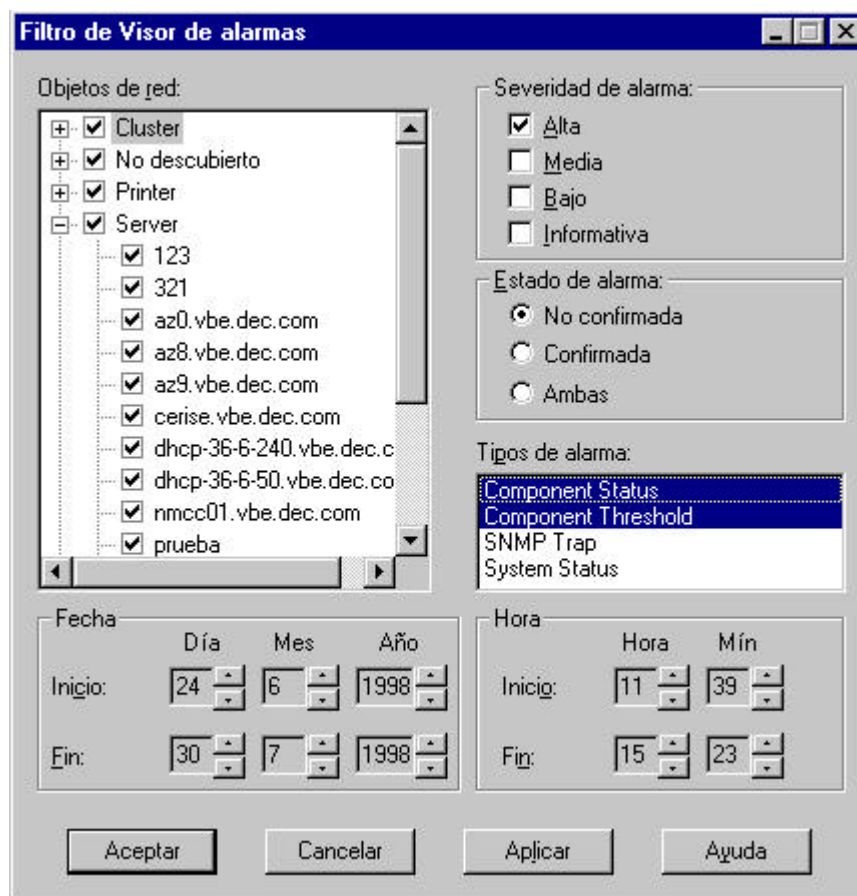 Filtro de Visor de alarmas
Objetos de red:
Cluster
No descubierto
Printer
Server
123
321
az0.vbe.dec.com
az8.vbe.dec.com
az9.vbe.dec.com
cerise.vbe.dec.com
dhcp-36-6-240.vbe.dec.c
dhcp-36-6-50.vbe.dec.co
nmcc01.vbe.dec.com
prueba
Severidad de alarma:
Alta
Media
Bajo
Informativa
Estado de alarma:
No confirmada
Confirmada
Ambas
Tipos de alarma:
Component Status
Component Threshold
SNMP Trap
System Status
Fecha
Día Mes Año
Inicio: 24 6 1998
Fin: 30 7 1998
Hora
Hora Mín
Inicio: 11 39
Fin: 15 23
Aceptar Cancelar Aplicar Ayuda